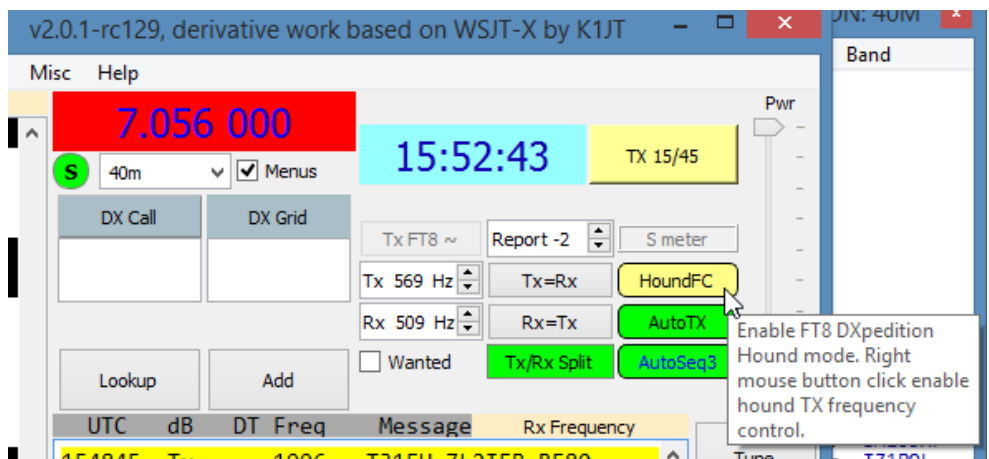 v2.0.1-rc129, derivative work based on WSJT-X by K1JT
Misc Help
Band
7.056 000
Pwr
15:52:43
TX 15/45
S
40m
Menus
DX Call
DX Grid
Tx FT8 ~
Report -2
S meter
Tx 569 Hz
Tx=Rx
HoundFC
Rx 509 Hz
Rx=Tx
AutoTX
Wanted
Tx/Rx Split
AutoSeq3
Lookup
Add
Enable FT8 DXpedition
Hound mode. Right
mouse button click enable
hound TX frequency
control.
UTC dB DT Freq Message
Rx Frequency